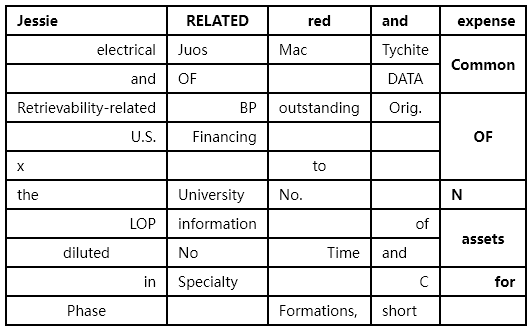 Jessie RELATED red and expense
electrical Juos Mac Tychite Common
and OF DATA
Retrievability-related BP outstanding Orig. OF
U.S. Financing
x to
the University No. N
LOP information of assets
diluted No Time and
in Specialty C for
Phase Formations, short